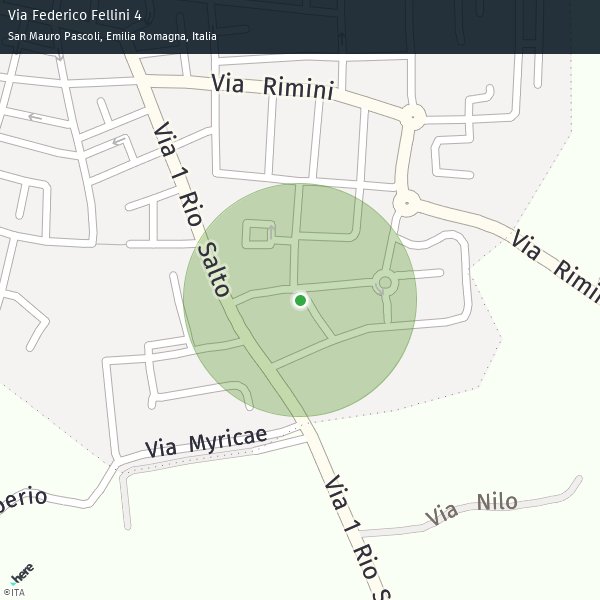 Via Federico Fellini 4
San Mauro Pascoli, Emilia Romagna, Italia
Via Rimini
Via 1 Rio Salto
Via Rimini
Via Myricae
Via 1 Rio S
Via Nilo
perio
here
©ITA